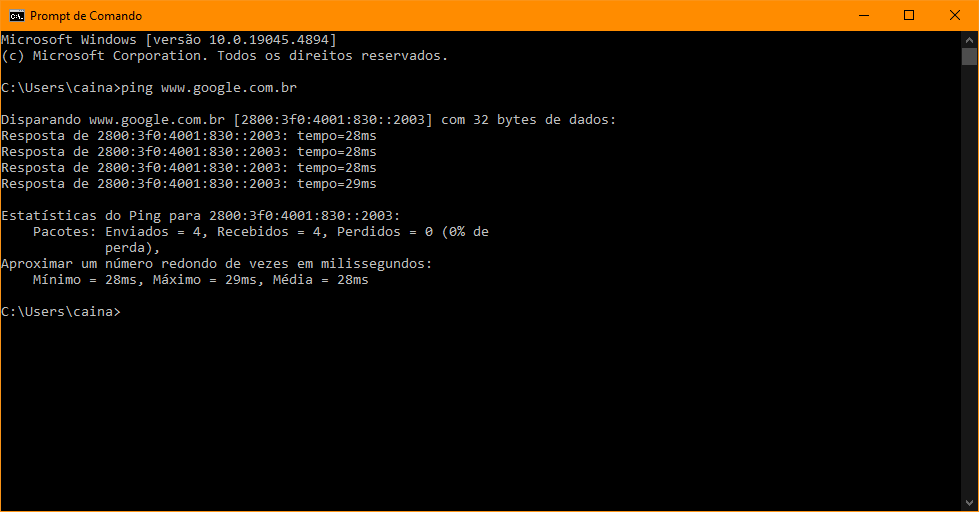 Prompt de Comando
Microsoft Windows [versão 10.0.19045.4894]
(c) Microsoft Corporation. Todos os direitos reservados.
C:\Users\caina>ping www.google.com.br
Disparando www.google.com.br [2800:3f0:4001:830::2003] com 32 bytes de dados:
Resposta de 2800:3f0:4001:830::2003: tempo=28ms
Resposta de 2800:3f0:4001:830::2003: tempo=28ms
Resposta de 2800:3f0:4001:830::2003: tempo=28ms
Resposta de 2800:3f0:4001:830::2003: tempo=29ms
Estatísticas do Ping para 2800:3f0:4001:830::2003:
    Pacotes: Enviados = 4, Recebidos = 4, Perdidos = 0 (0% de
             perda),
Aproximar um número redondo de vezes em milissegundos:
    Mínimo = 28ms, Máximo = 29ms, Média = 28ms
C:\Users\caina>